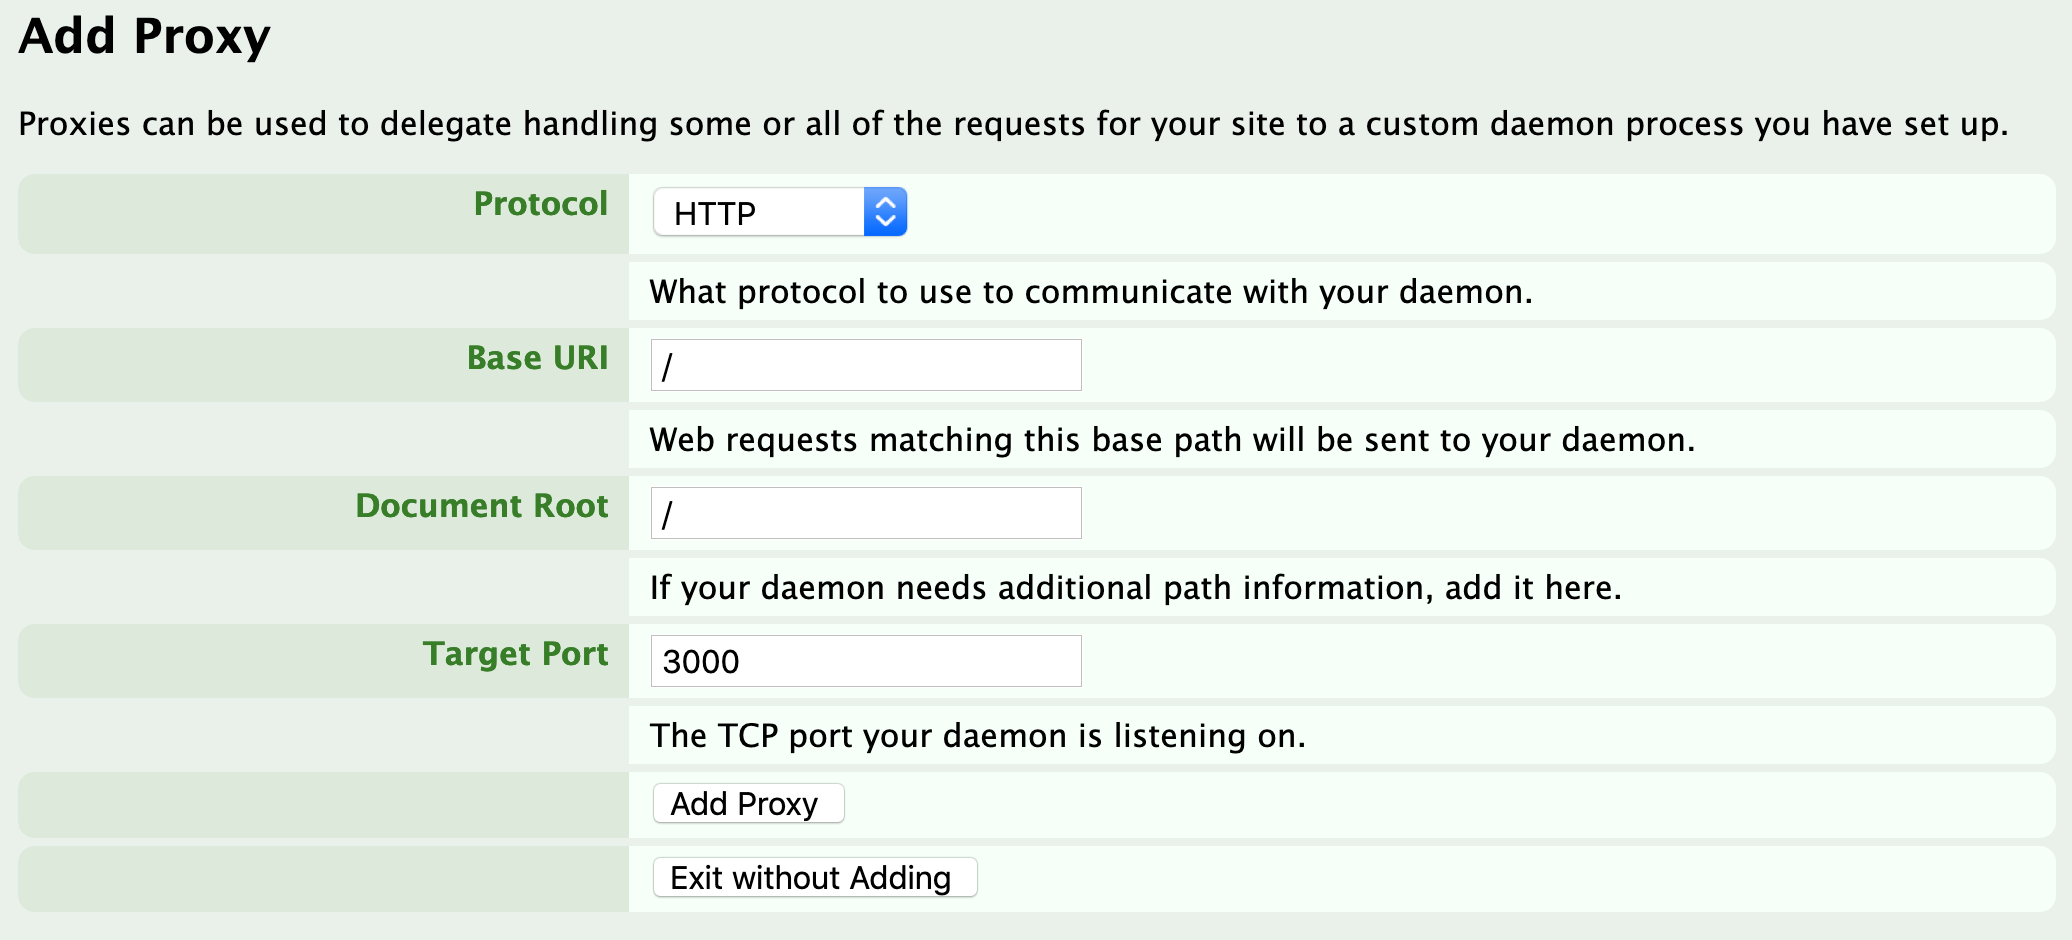 Add Proxy
Proxies can be used to delegate handling some or all of the requests for your site to a custom daemon process you have set up.
Protocol
HTTP
What protocol to use to communicate with your daemon.
Base URI
/
Web requests matching this base path will be sent to your daemon.
Document Root
/
If your daemon needs additional path information, add it here.
Target Port
3000
The TCP port your daemon is listening on.
Add Proxy
Exit without Adding